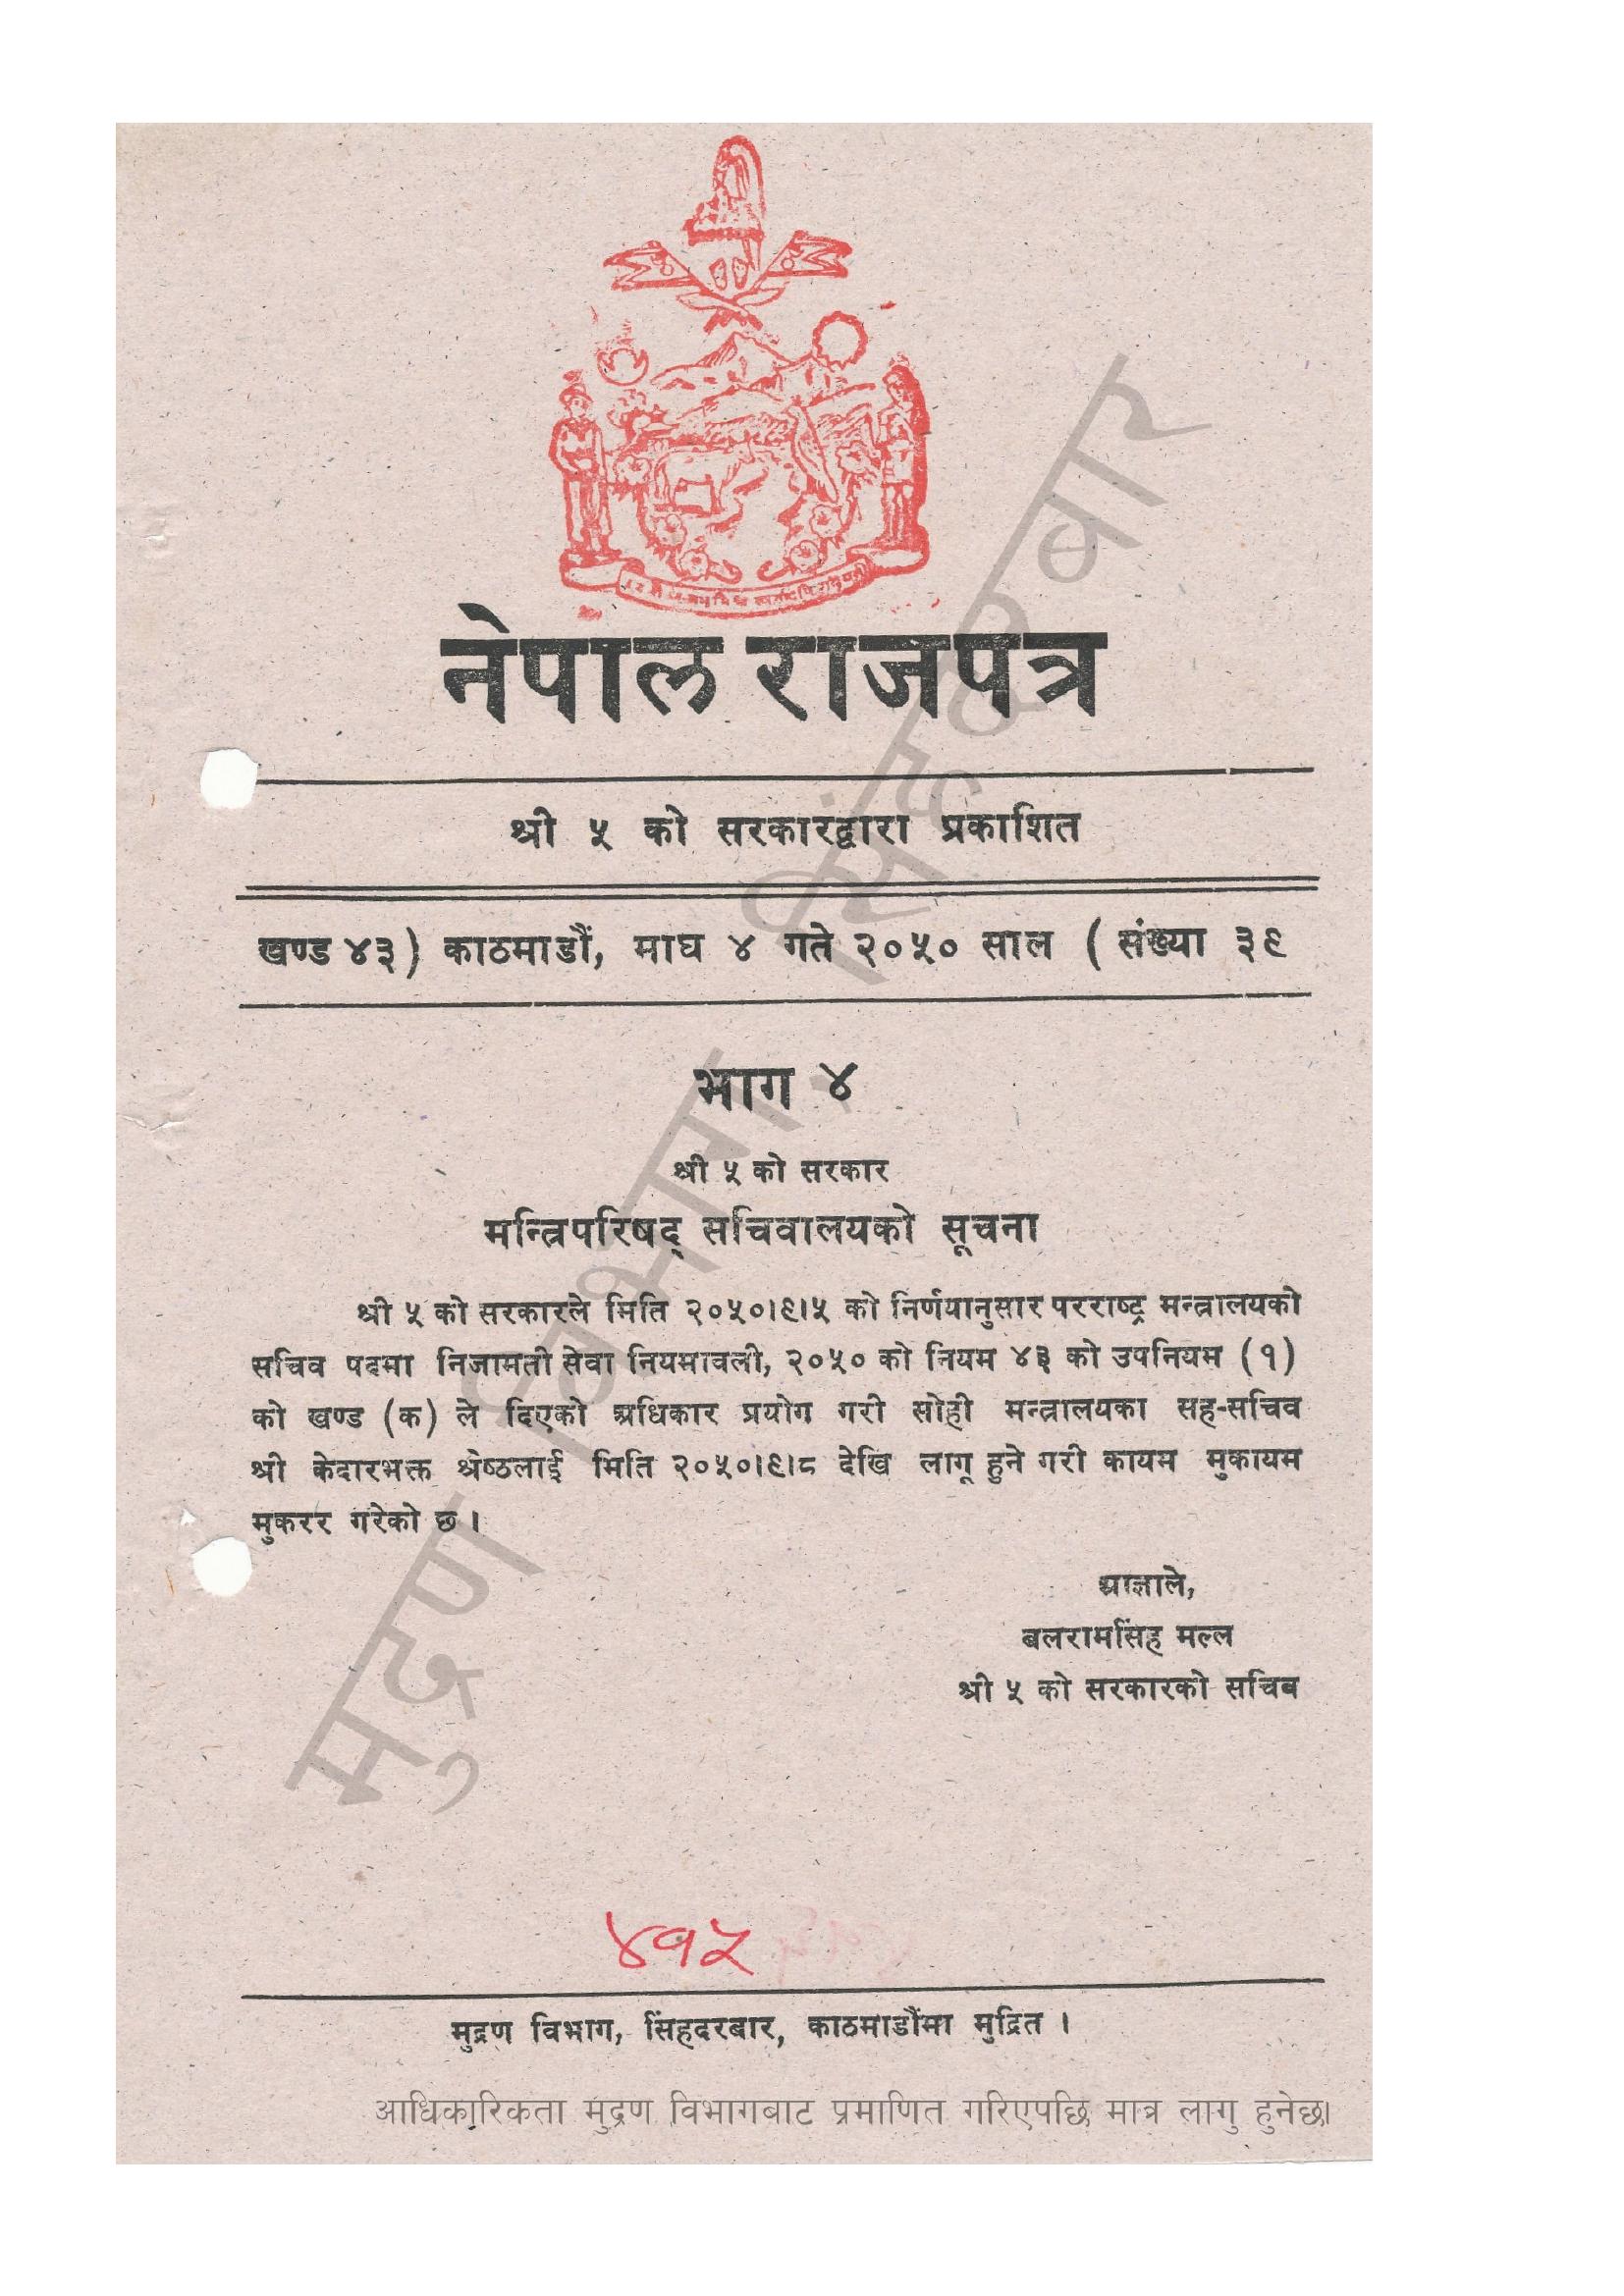 नेपाल राजपत्र
श्री ५ को सरकारद्वारा प्रकाशित
खण्ड ४३) काठमाडौं, माघ ४ गते २०५० साल ( संख्या ३९
भाग ४
श्री ५ को सरकार
मन्त्रिपरिषद् सचिवालयको सूचना
श्री ५ को सरकारले मिति २०५०।९।५ को निर्णयानुसार परराष्ट्र मन्त्रालयको
सचिव पदमा निजामती सेवा नियमावली, २०५० को नियम ४३ को उपनियम (१)
को खण्ड (क) ले दिएको अधिकार प्रयोग गरी सोही मन्त्रालयका सह-सचिव
श्री केदारभक्त श्रेष्ठलाई मिति २०५०।९।८ देखि लागू हुने गरी कायम मुकायम
मुकरर गरेको छ ।
आज्ञाले,
बलरामसिंह मल्ल
श्री ५ को सरकारको सचिब
४१५
मुद्रण विभाग, सिंहदरबार, काठमाडौंमा मुद्रित ।
आधिकारिकता मुद्रण विभागबाट प्रमाणित गरिएपछि मात्र लागु हुनेछ।
मुद्रण विभाग, सिंहदरबार